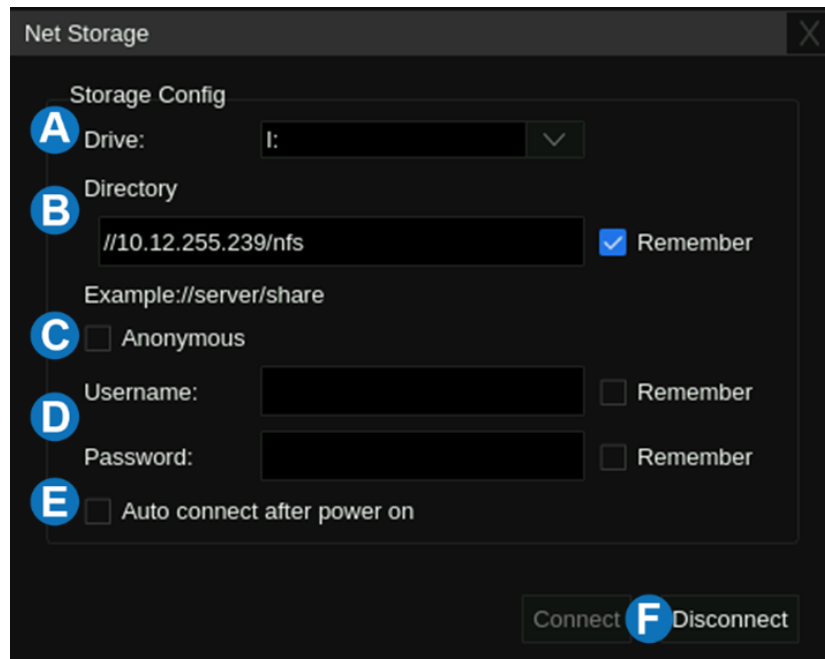 Net Storage X
Storage Config
A Drive: I:
Directory
B
//10.12.255.239/nfs Remember
Example://server/share
C Anonymous
Username: Remember
D
Password: Remember
E Auto connect after power on
Connect F Disconnect